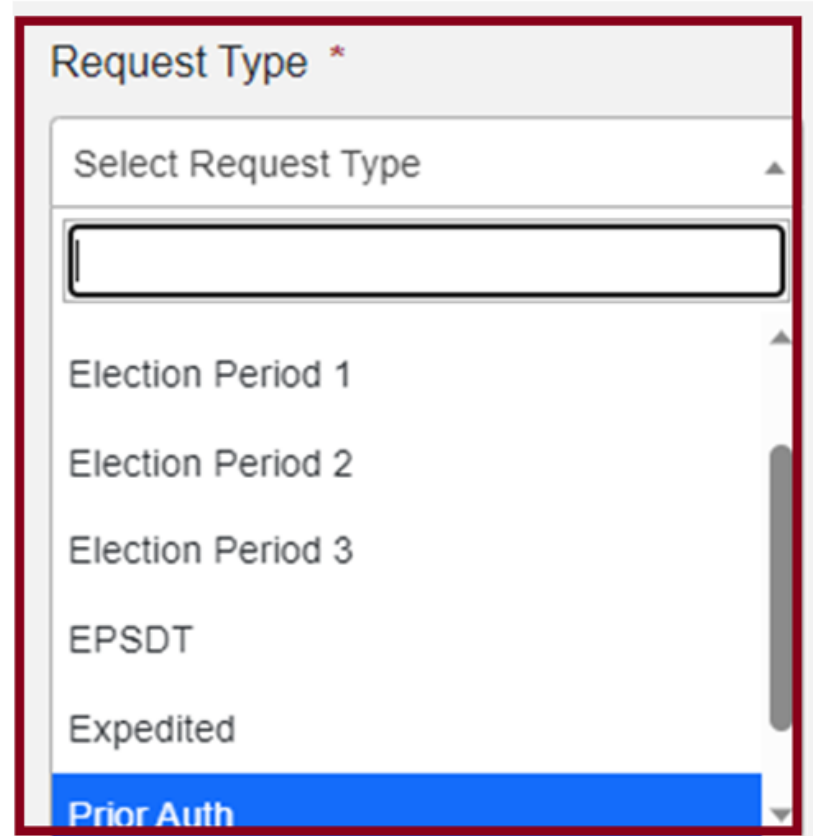 Request Type *
Select Request Type
Election Period 1
Election Period 2
Election Period 3
EPSDT
Expedited
Prior Auth